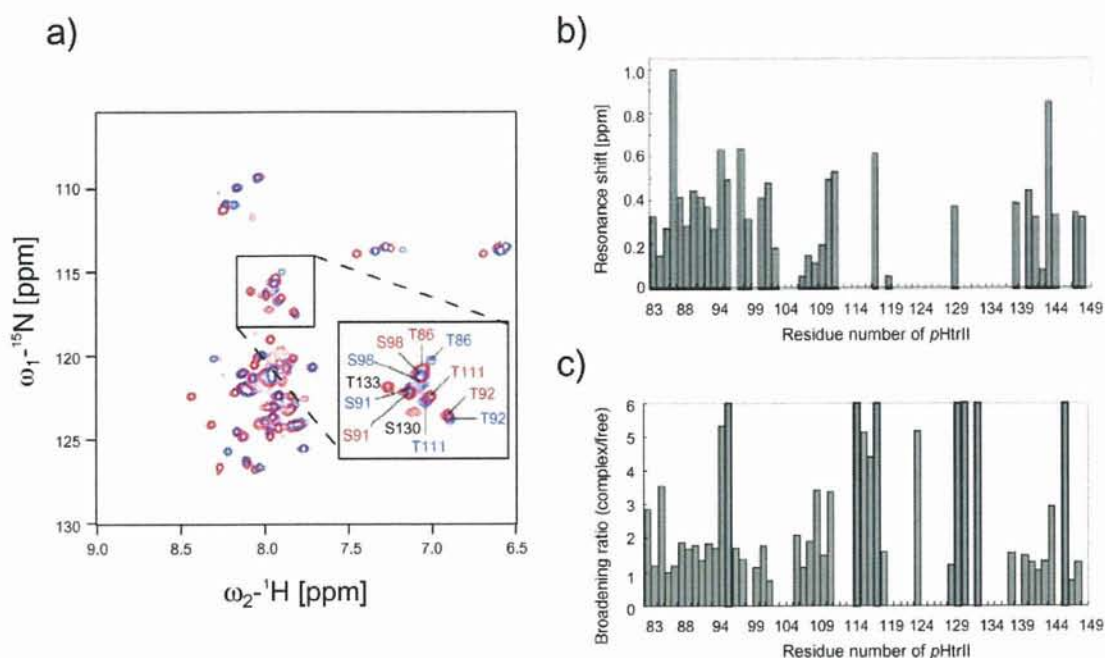 a)
110
115
120
125
130
9.0 8.5 8.0 7.5 7.0 6.5
ω1-15N [ppm]
ω2-1H [ppm]
S98 T86
T86
S98
T133
T111
S91
T92
S91 S130
T92
T111
b)
Resonance shift [ppm]
1.0
0.8
0.6
0.4
0.2
0
83 88 94 99 104 109 114 119 124 129 134 139 144 149
Residue number of pHtrII
c)
Broadening ratio (complex/free)
6
5
4
3
2
1
0
83 88 94 99 104 109 114 119 124 129 134 139 144 149
Residue number of pHtrII